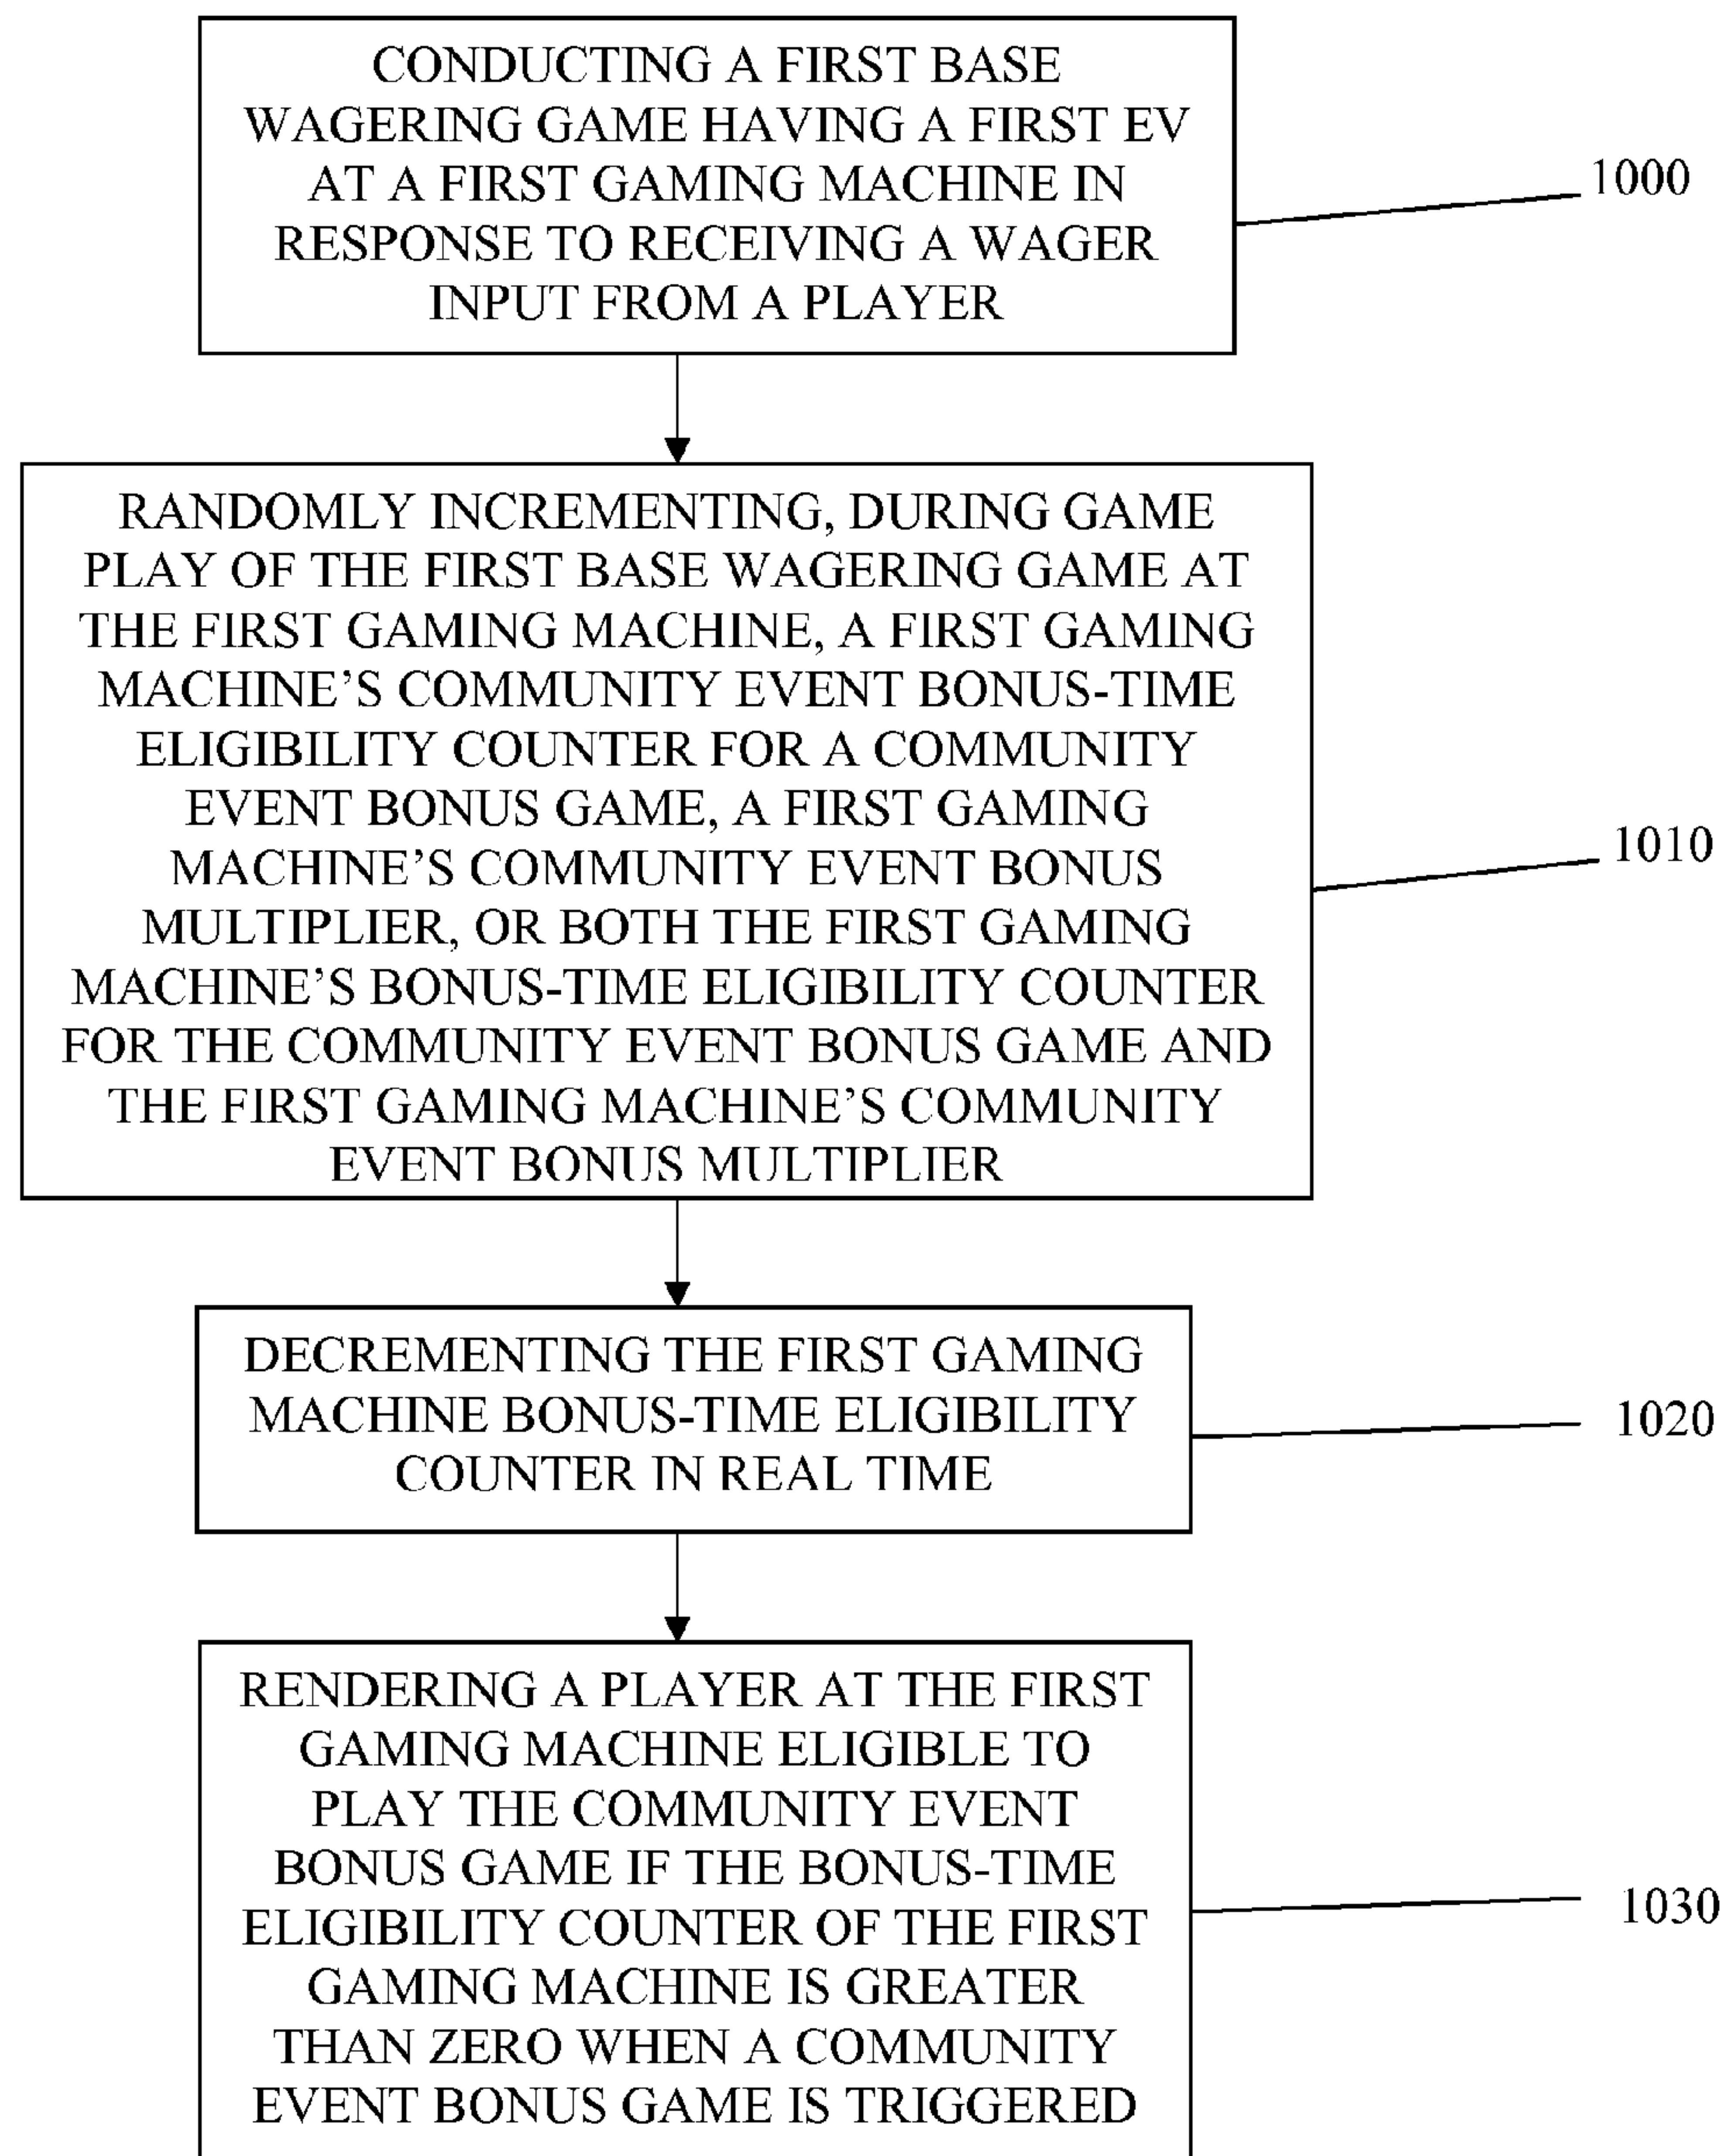 CONDUCTING A FIRST BASE
WAGERING GAME HAVING A FIRST EV
AT A FIRST GAMING MACHINE IN
RESPONSE TO RECEIVING A WAGER
INPUT FROM A PLAYER
1000
RANDOMLY INCREMENTING, DURING GAME
PLAY OF THE FIRST BASE WAGERING GAME AT
THE FIRST GAMING MACHINE, A FIRST GAMING
MACHINE’S COMMUNITY EVENT BONUS-TIME
ELIGIBILITY COUNTER FOR A COMMUNITY
EVENT BONUS GAME, A FIRST GAMING
MACHINE’S COMMUNITY EVENT BONUS
MULTIPLIER, OR BOTH THE FIRST GAMING
MACHINE’S BONUS-TIME ELIGIBILITY COUNTER
FOR THE COMMUNITY EVENT BONUS GAME AND
THE FIRST GAMING MACHINE’S COMMUNITY
EVENT BONUS MULTIPLIER
1010
DECREMENTING THE FIRST GAMING
MACHINE BONUS-TIME ELIGIBILITY
COUNTER IN REAL TIME
1020
RENDERING A PLAYER AT THE FIRST
GAMING MACHINE ELIGIBLE TO
PLAY THE COMMUNITY EVENT
BONUS GAME IF THE BONUS-TIME
ELIGIBILITY COUNTER OF THE FIRST
GAMING MACHINE IS GREATER
THAN ZERO WHEN A COMMUNITY
EVENT BONUS GAME IS TRIGGERED
1030